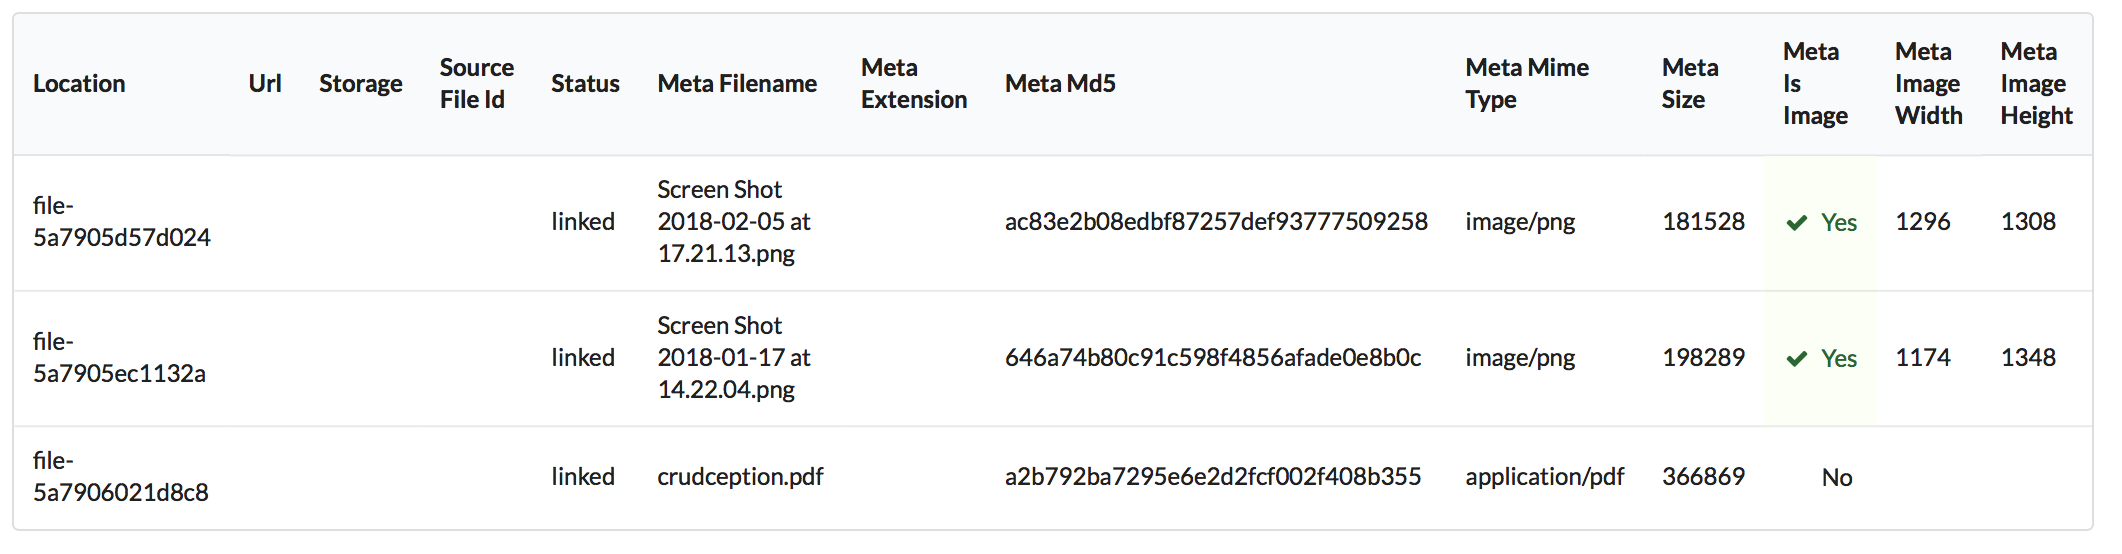 Location Url Storage Source File Id Status Meta Filename Meta Extension Meta Md5 Meta Mime Type Meta Size Meta Is Image Meta Image Width Meta Image Height
file-5a7905d57d024 linked Screen Shot 2018-02-05 at 17.21.13.png ac83e2b08edbf87257def93777509258 image/png 181528 Yes 1296 1308
file-5a7905ec1132a linked Screen Shot 2018-01-17 at 14.22.04.png 646a74b80c91c598f4856afade0e8b0c image/png 198289 Yes 1174 1348
file-5a7906021d8c8 linked crudception.pdf a2b792ba7295e6e2d2fcf002f408b355 application/pdf 366869 No